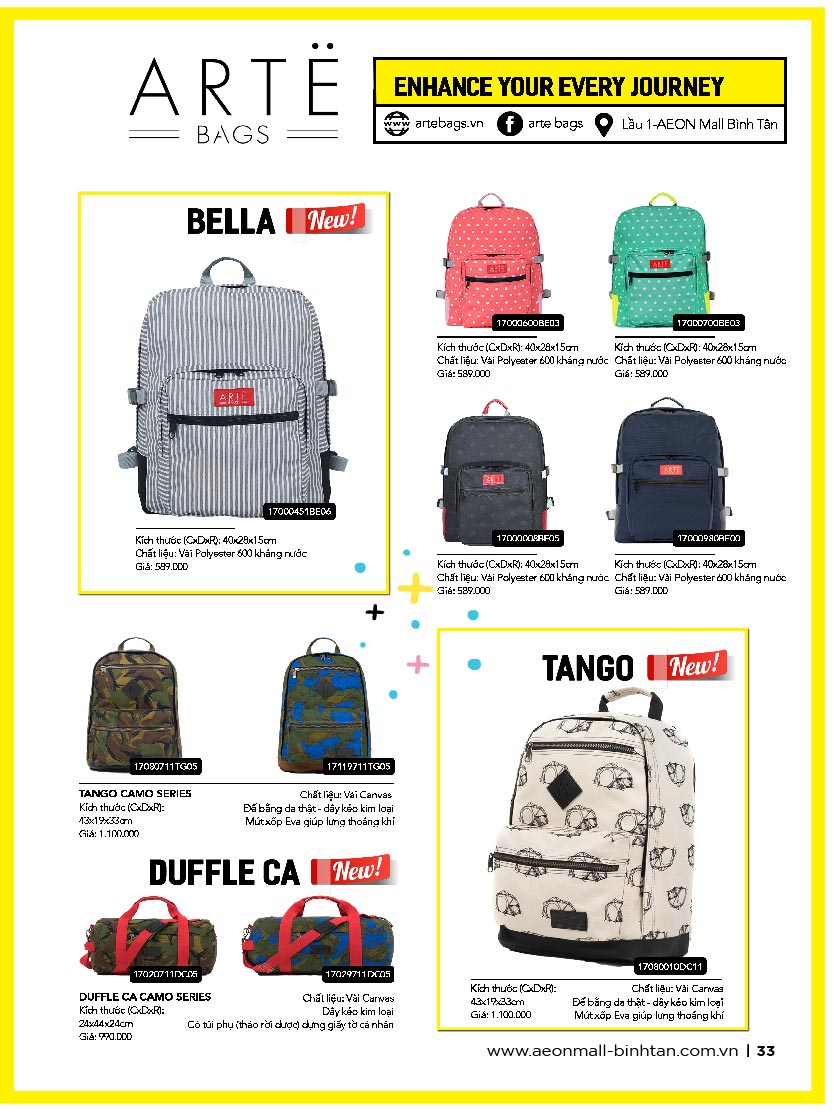 ARTË
BAGS
ENHANCE YOUR EVERY JOURNEY
www artebags.vn f arte bags Lầu 1-AEON Mall Bình Tân
BELLA New!
ARTË
17000451BE06
Kích thước (CxDxR): 40x28x15cm
Chất liệu: Vải Polyester 600 kháng nước
Giá: 589.000
ARTË
17000600BE03
Kích thước (CxDxR): 40x28x15cm
Chất liệu: Vải Polyester 600 kháng nước
Giá: 589.000
ARTË
17000700BE03
Kích thước (CxDxR): 40x28x15cm
Chất liệu: Vải Polyester 600 kháng nước
Giá: 589.000
ARTË
17000008BE05
Kích thước (CxDxR): 40x28x15cm
Chất liệu: Vải Polyester 600 kháng nước
Giá: 589.000
ARTË
17000980BE00
Kích thước (CxDxR): 40x28x15cm
Chất liệu: Vải Polyester 600 kháng nước
Giá: 589.000
17080711TG05
17119711TG05
TANGO CAMO SERIES
Kích thước (CxDxR):
43x19x33cm
Giá: 1.100.000
Chất liệu: Vải Canvas
Đế bằng da thật - dây kéo kim loại
Mút xốp Eva giúp lưng thoáng khí
DUFFLE CA New!
17020711DC05
17029711DC05
DUFFLE CA CAMO SERIES
Kích thước (CxDxR):
24x44x24cm
Giá: 990.000
Chất liệu: Vải Canvas
Dây kéo kim loại
Có túi phụ (tháo rời được) đựng giấy tờ cá nhân
TANGO New!
17080010DC11
Kích thước (CxDxR):
43x19x33cm
Giá: 1.100.000
Chất liệu: Vải Canvas
Đế bằng da thật - dây kéo kim loại
Mút xốp Eva giúp lưng thoáng khí
www.aeonmall-binhtan.com.vn | 33